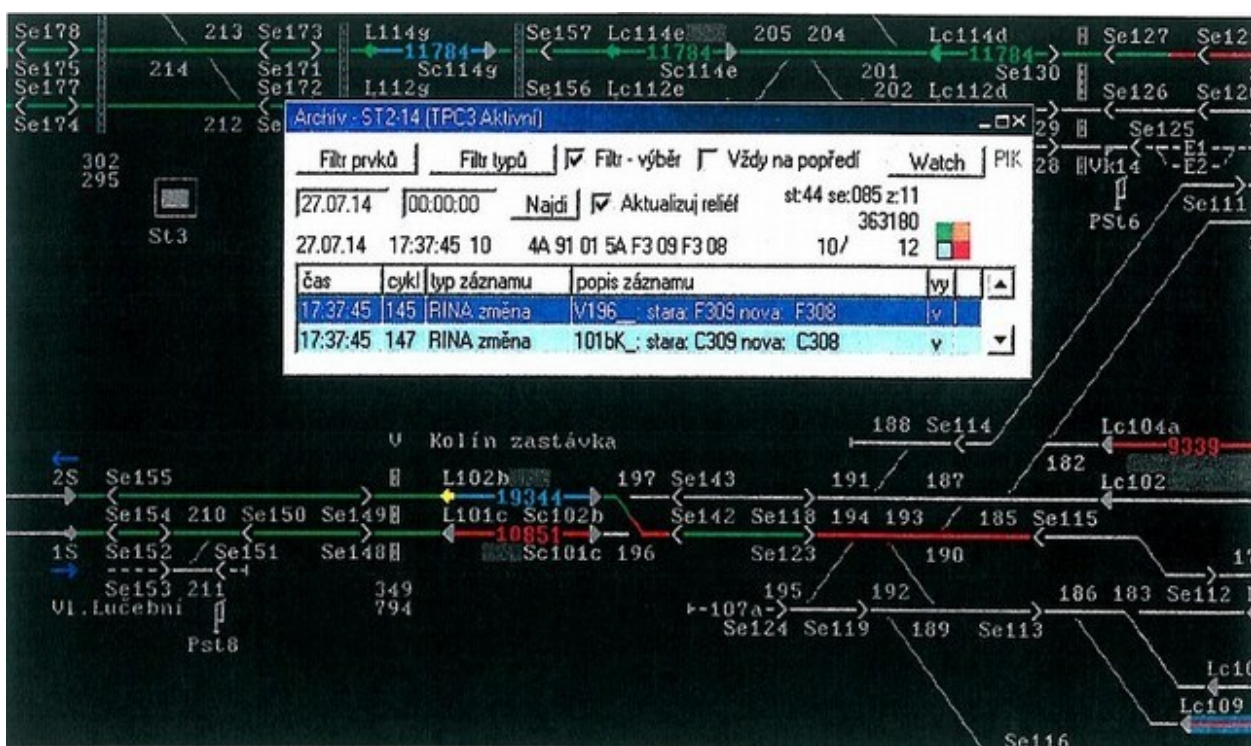 Se178 213 Se173 L114g Se157 Lc114e 205 204 Lc114d Se127
11784 11784 11784
Se175 214 Se171 Sc114g Sc114e 201 Se130
Se177 Se172 L112g Se156 Lc112e 202 Lc112d Se126
Se174 212
Archív - ST2-14 (TPC3 Aktivní)
Se125
Filtr prvků Filtr typů Filtr - výběr Vždy na popředí Watch PIK
28 Vk14 E1
E2
302
295
27.07.14 00:00:00 Najdi Aktualizuj reliéf st:44 se:085 z:11
363180
PSt6 Se111
St3
27.07.14 17:37:45 10 4A 91 01 5A F3 09 F3 08 10/ 12
čas cykl typ záznamu popis záznamu vy
17:37:45 145 RINA změna V196__: stara: F309 nova: F308 v
17:37:45 147 RINA změna 101bK_: stara: C309 nova: C308 v
188 Se114 Lc104a
V Kolín zastávka 9339
182
2S Se155 L102b 197 Se143 191 187 Lc102
19344
Se154 210 Se150 Se149 L101c Sc102b Se142 Se118 194 193 185 Se115
10851
1S Se152 Se151 Se148 Sc101c 196 Se123 190
Se153 211 349 195 192 186 183 Se112
Vl.Lučební 794 107a
Pst8 Se124 Se119 189 Se113
Lc109
Se116